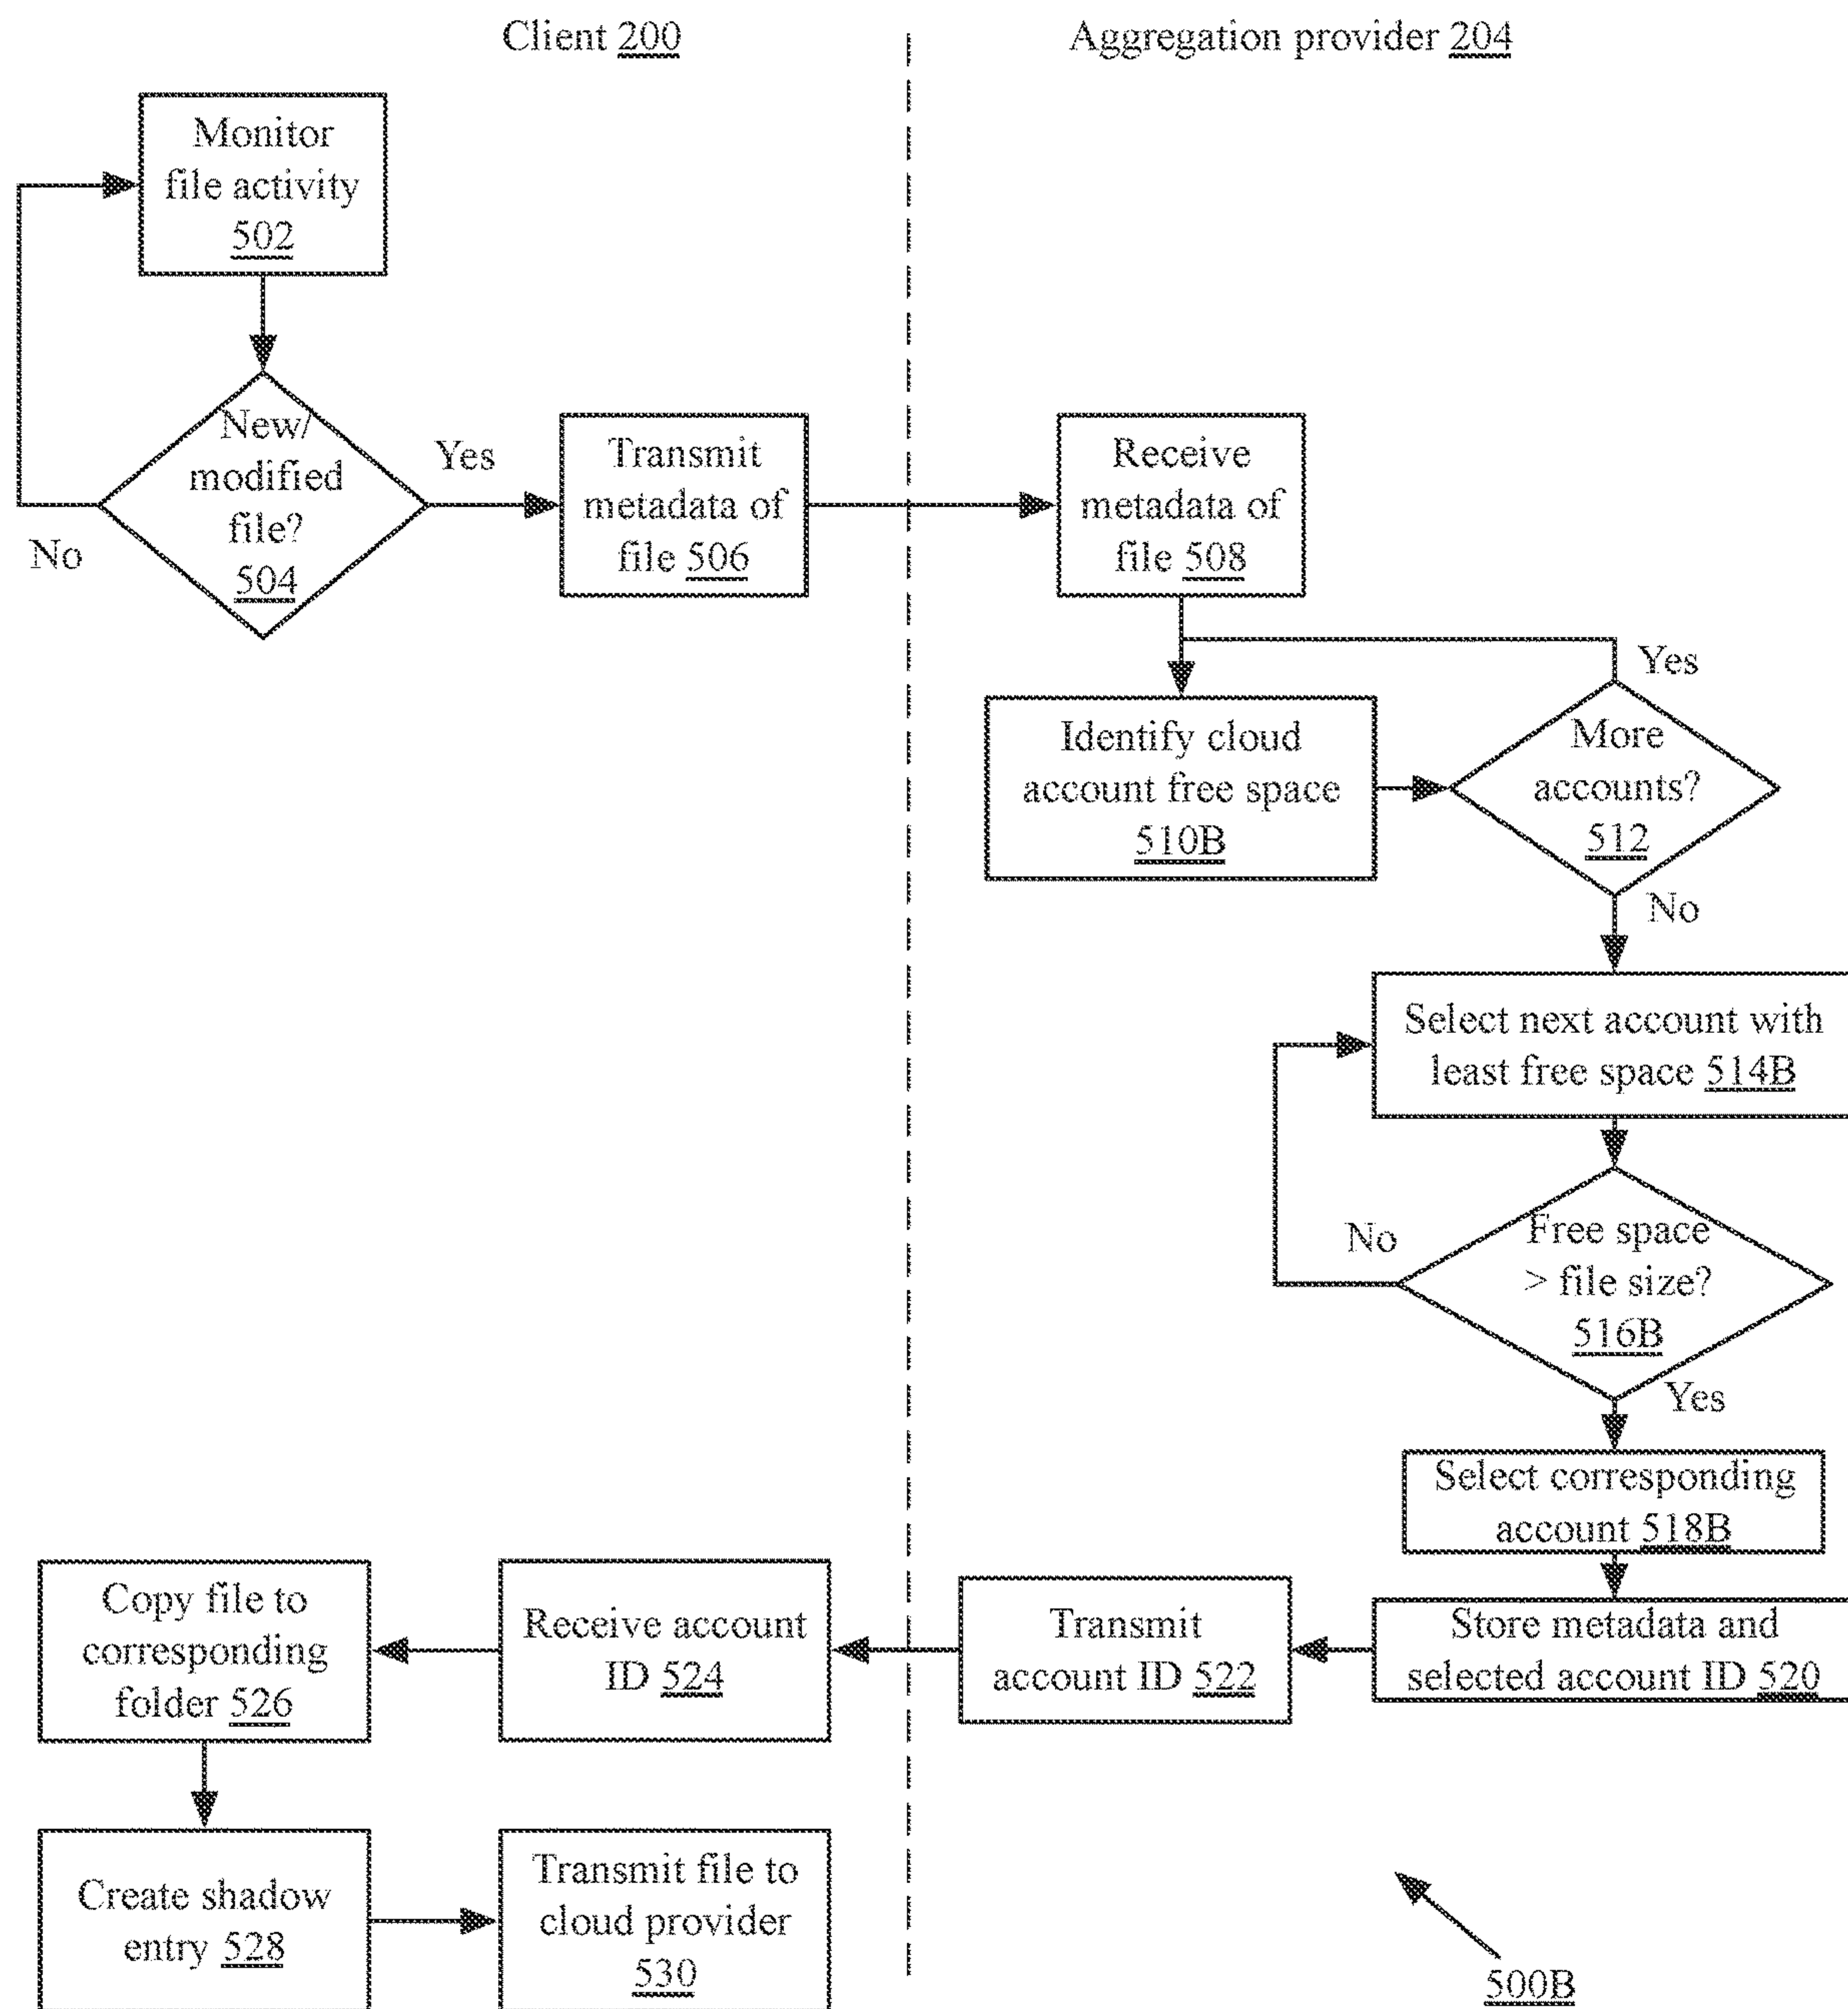 Client 200
Aggregation provider 204
Monitor
file activity
502
New/
modified
file?
504
Yes
No
Transmit
metadata of
file 506
Receive
metadata of
file 508
Identify cloud
account free space
510B
Yes
More
accounts?
512
No
Select next account with
least free space 514B
No
Free space
> file size?
516B
Yes
Select corresponding
account 518B
Store metadata and
selected account ID 520
Transmit
account ID 522
Receive account
ID 524
Copy file to
corresponding
folder 526
Create shadow
entry 528
Transmit file to
cloud provider
530
500B